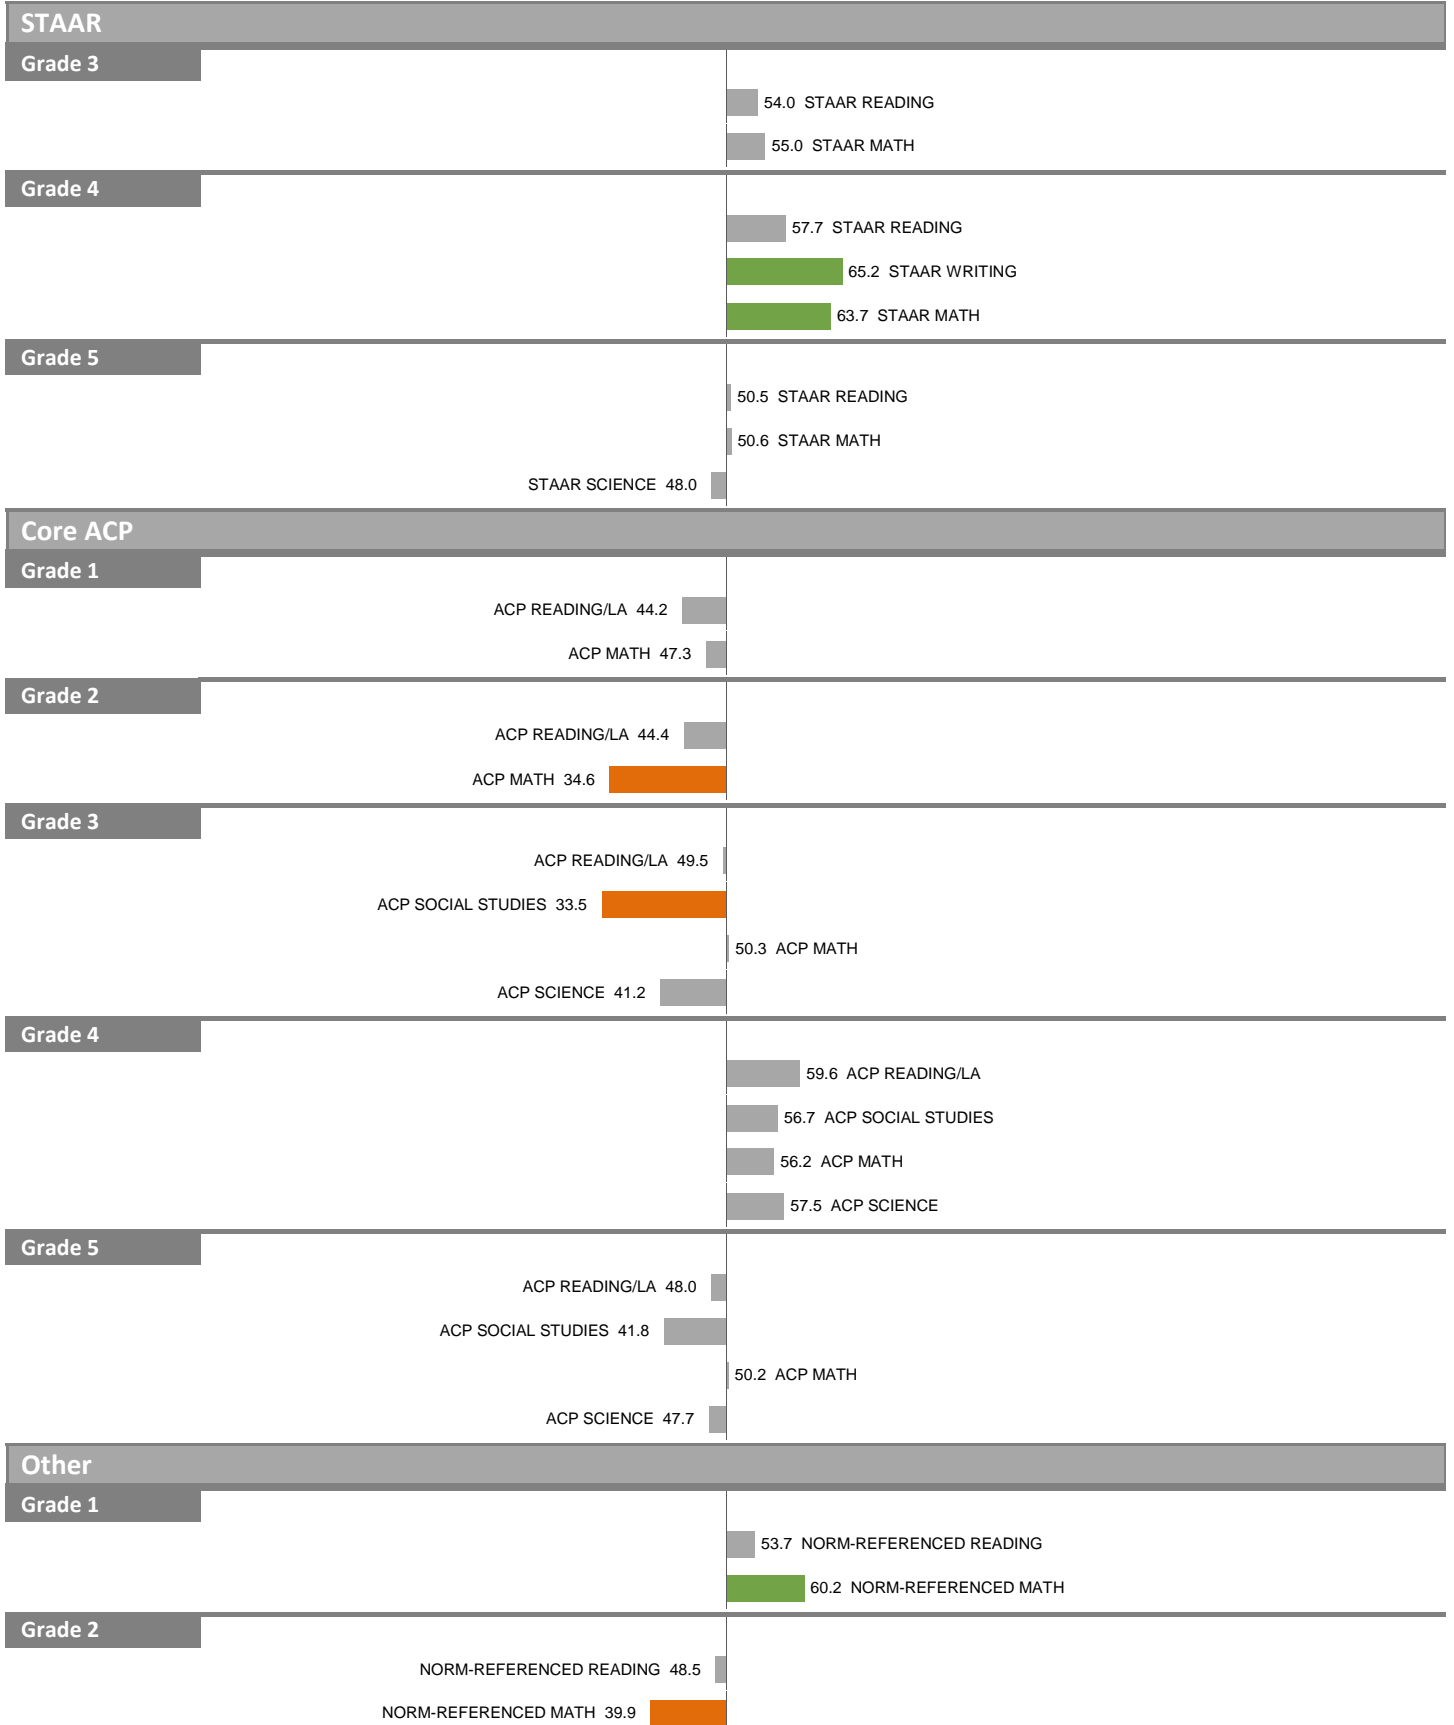 STAAR
Grade 3
54.0 STAAR READING
55.0 STAAR MATH
Grade 4
57.7 STAAR READING
65.2 STAAR WRITING
63.7 STAAR MATH
Grade 5
50.5 STAAR READING
50.6 STAAR MATH
STAAR SCIENCE 48.0
Core ACP
Grade 1
ACP READING/LA 44.2
ACP MATH 47.3
Grade 2
ACP READING/LA 44.4
ACP MATH 34.6
Grade 3
ACP READING/LA 49.5
ACP SOCIAL STUDIES 33.5
50.3 ACP MATH
ACP SCIENCE 41.2
Grade 4
59.6 ACP READING/LA
56.7 ACP SOCIAL STUDIES
56.2 ACP MATH
57.5 ACP SCIENCE
Grade 5
ACP READING/LA 48.0
ACP SOCIAL STUDIES 41.8
50.2 ACP MATH
ACP SCIENCE 47.7
Other
Grade 1
53.7 NORM-REFERENCED READING
60.2 NORM-REFERENCED MATH
Grade 2
NORM-REFERENCED READING 48.5
NORM-REFERENCED MATH 39.9